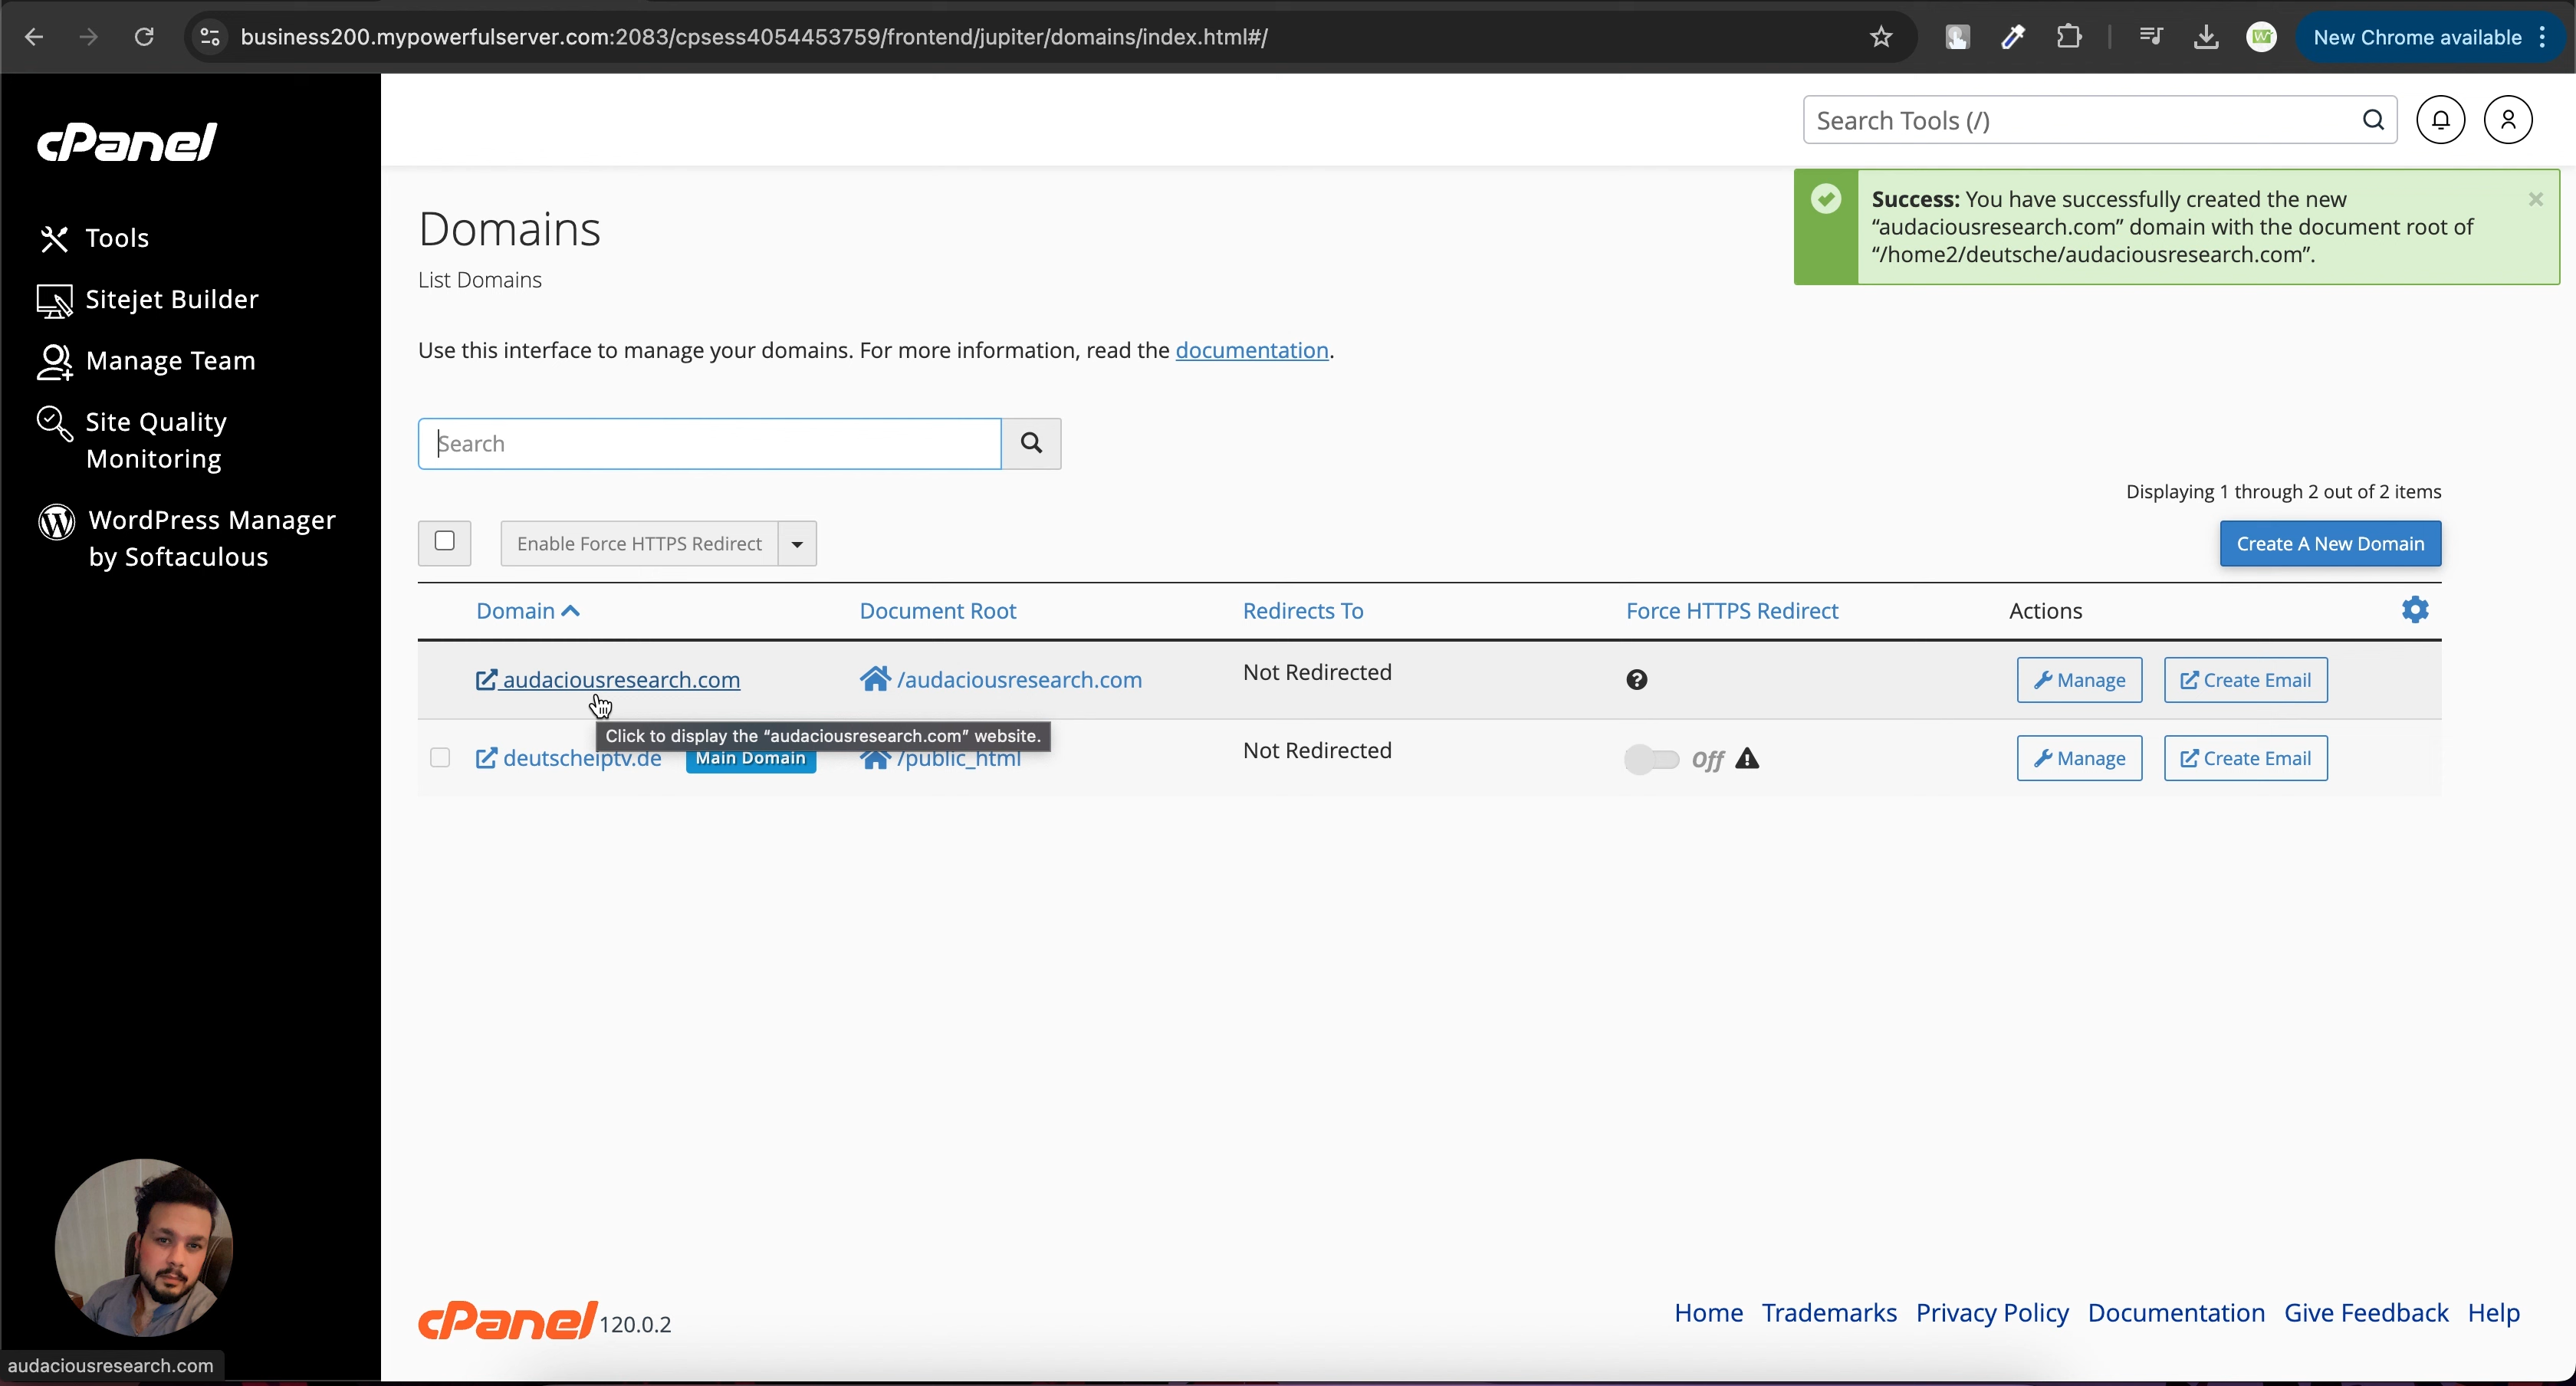 business200.mypowerfulserver.com:2083/cpsess4054453759/frontend/jupiter/domains/index.html#/
New Chrome available
cPanel
Search Tools (/)
Success: You have successfully created the new
“audaciousresearch.com” domain with the document root of
“/home2/deutsche/audaciousresearch.com”.
Tools
Sitejet Builder
Manage Team
Site Quality
Monitoring
WordPress Manager
by Softaculous
Domains
List Domains
Use this interface to manage your domains. For more information, read the documentation.
Search
Displaying 1 through 2 out of 2 items
Enable Force HTTPS Redirect
Create A New Domain
Domain Document Root Redirects To Force HTTPS Redirect Actions
audaciousresearch.com /audaciousresearch.com Not Redirected Manage Create Email
Click to display the “audaciousresearch.com” website.
deutscheiptv.de Main Domain /public_html Not Redirected Off Manage Create Email
cPanel 120.0.2
Home Trademarks Privacy Policy Documentation Give Feedback Help
audaciousresearch.com